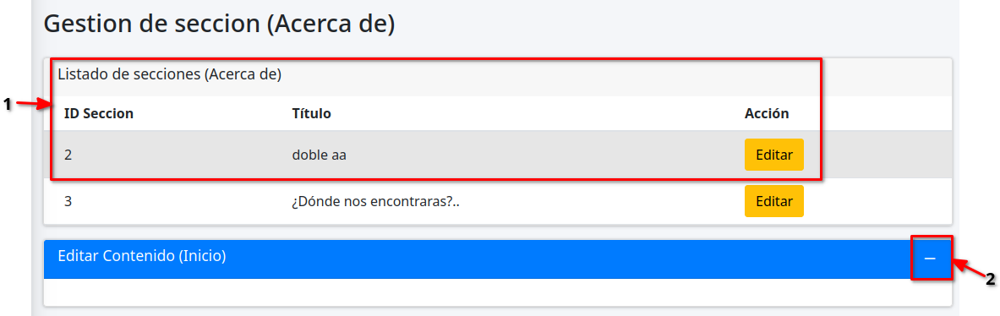 Gestion de seccion (Acerca de)
Listado de secciones (Acerca de)
1
ID Seccion Título Acción
2 doble aa Editar
3 ¿Dónde nos encontraras?.. Editar
Editar Contenido (Inicio) –
2